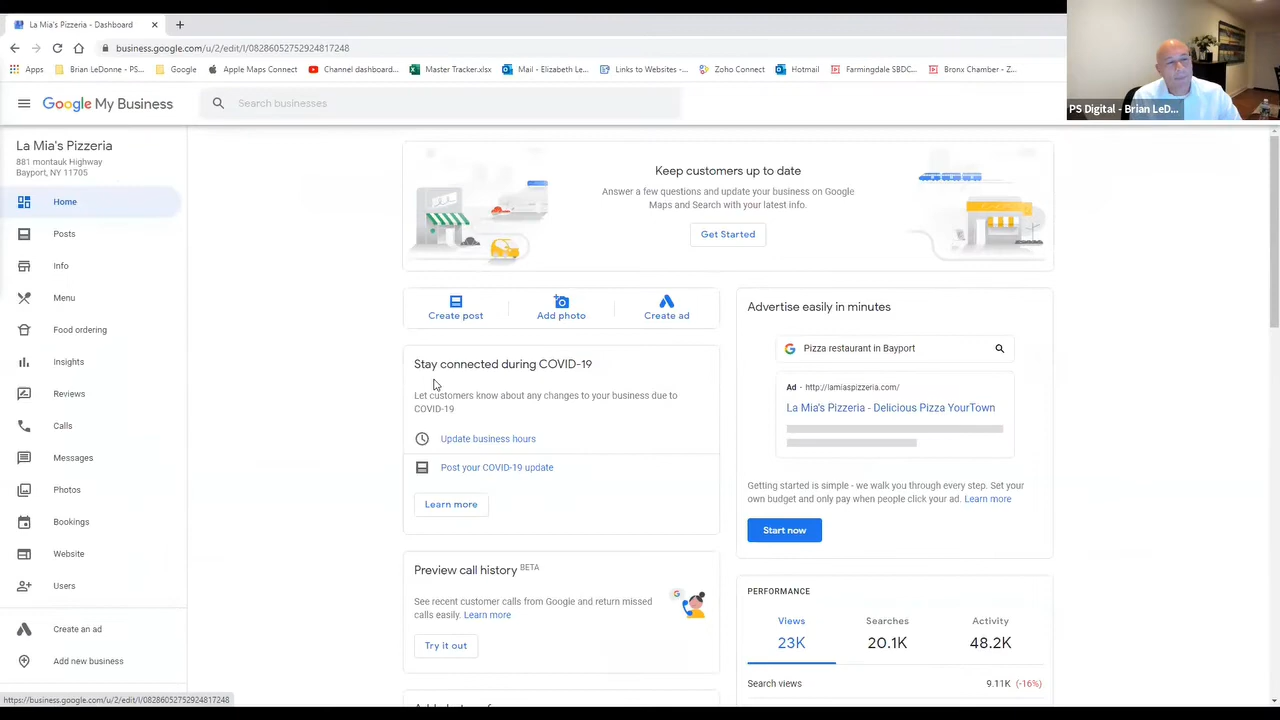 La Mia's Pizzeria - Dashboard
business.google.com/u/2/edit/l/08286052752924817248
Apps
Brian LeDonne - PS...
Google
Apple Maps Connect
Channel dashboard...
Master Tracker.xlsx
Mail - Elizabeth Le...
Links to Websites -...
Zoho Connect
Hotmail
Farmingdale SBDC...
Bronx Chamber - Z...
PS Digital - Brian LeD...
Google My Business
Search businesses
La Mia's Pizzeria
881 montauk Highway
Bayport, NY 11705
Home
Posts
Info
Menu
Food ordering
Insights
Reviews
Calls
Messages
Photos
Bookings
Website
Users
Create an ad
Add new business
https://business.google.com/u/2/edit/l/08286052752924817248
Keep customers up to date
Answer a few questions and update your business on Google
Maps and Search with your latest info.
Get Started
Create post
Add photo
Create ad
Stay connected during COVID-19
Let customers know about any changes to your business due to
COVID-19
Update business hours
Post your COVID-19 update
Learn more
Preview call history BETA
See recent customer calls from Google and return missed
calls easily. Learn more
Try it out
Advertise easily in minutes
Pizza restaurant in Bayport
Ad · http://lamiaspizzeria.com/
La Mia's Pizzeria - Delicious Pizza YourTown
Getting started is simple - we walk you through every step. Set your
own budget and only pay when people click your ad. Learn more
Start now
PERFORMANCE
Views
23K
Searches
20.1K
Activity
48.2K
Search views
9.11K (-16%)